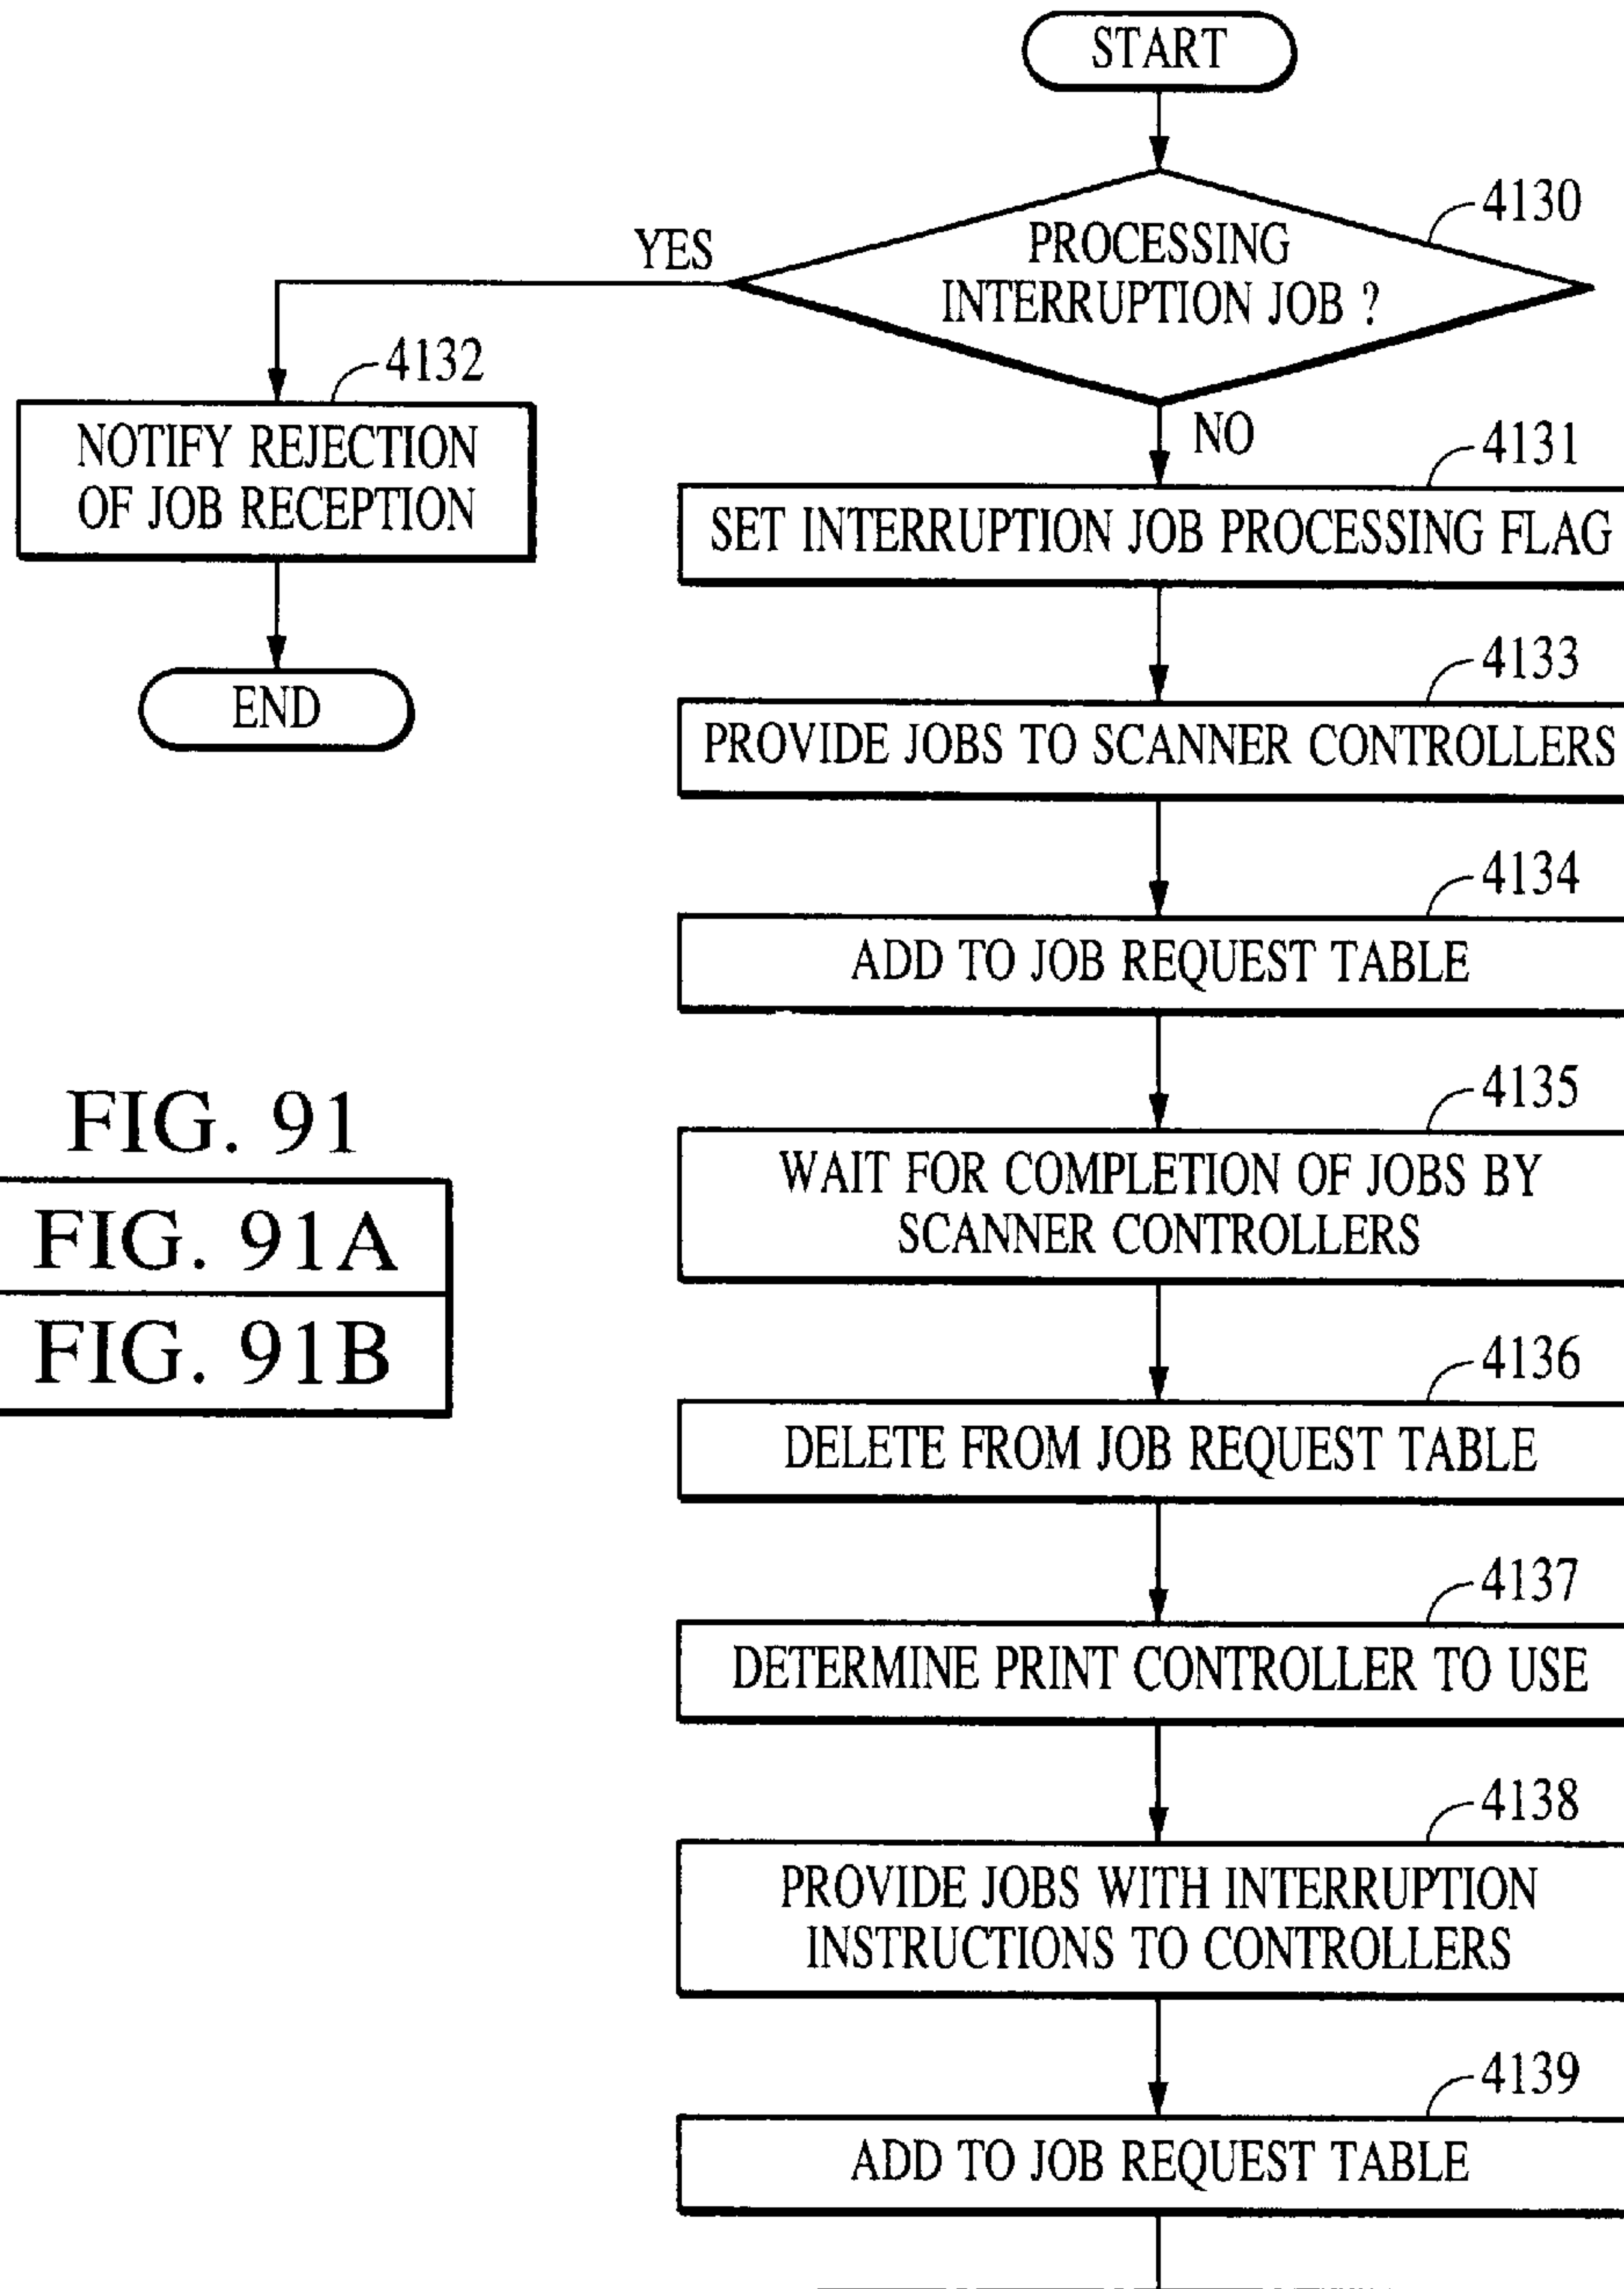 START
PROCESSING
INTERRUPTION JOB ?
4130
YES
NO
4132
NOTIFY REJECTION
OF JOB RECEPTION
END
4131
SET INTERRUPTION JOB PROCESSING FLAG
4133
PROVIDE JOBS TO SCANNER CONTROLLERS
4134
ADD TO JOB REQUEST TABLE
4135
WAIT FOR COMPLETION OF JOBS BY
SCANNER CONTROLLERS
4136
DELETE FROM JOB REQUEST TABLE
4137
DETERMINE PRINT CONTROLLER TO USE
4138
PROVIDE JOBS WITH INTERRUPTION
INSTRUCTIONS TO CONTROLLERS
4139
ADD TO JOB REQUEST TABLE
FIG. 91
FIG. 91A
FIG. 91B